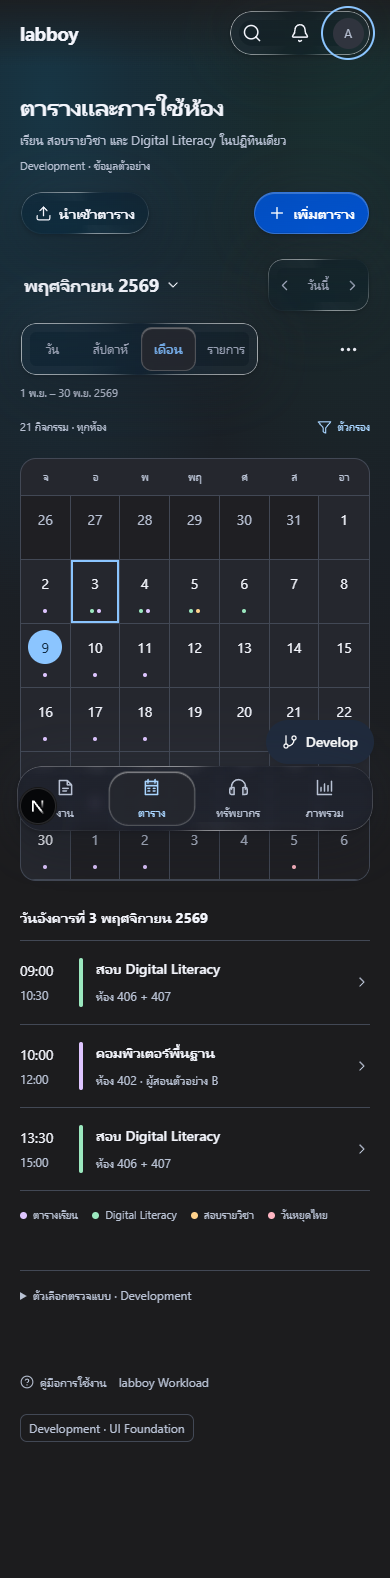 labboy
A
ตารางและการใช้ห้อง
เรียน สอบรายวิชา และ Digital Literacy ในปฏิทินเดียว
Development · ข้อมูลตัวอย่าง
นำเข้าตาราง
เพิ่มตาราง
พฤศจิกายน 2569
วันนี้
วัน สัปดาห์ เดือน รายการ
1 พ.ย. – 30 พ.ย. 2569
21 กิจกรรม · ทุกห้อง
ตัวกรอง
จ อ พ พฤ ศ ส อา
26 27 28 29 30 31 1
2 3 4 5 6 7 8
9 10 11 12 13 14 15
16 17 18 19 20 21 22
Develop
N
งาน ตาราง ทรัพยากร ภาพรวม
30 1 2 3 4 5 6
วันอังคารที่ 3 พฤศจิกายน 2569
09:00 สอบ Digital Literacy
10:30 ห้อง 406 + 407
10:00 คอมพิวเตอร์พื้นฐาน
12:00 ห้อง 402 · ผู้สอนตัวอย่าง B
13:30 สอบ Digital Literacy
15:00 ห้อง 406 + 407
ตารางเรียน Digital Literacy สอบรายวิชา วันหยุดไทย
ตัวเลือกตรวจแบบ · Development
คู่มือการใช้งาน labboy Workload
Development · UI Foundation